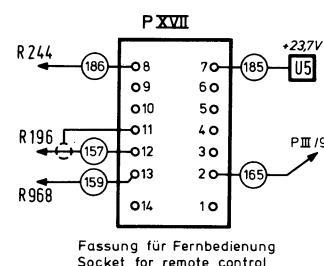 P XVII
+23,7V
R 244
186
8
7
185
U5
9
6
10
5
R196
11
4
P III/9
157
12
3
159
13
2
165
R968
14
1
Fassung für Fernbedienung
Socket for remote control